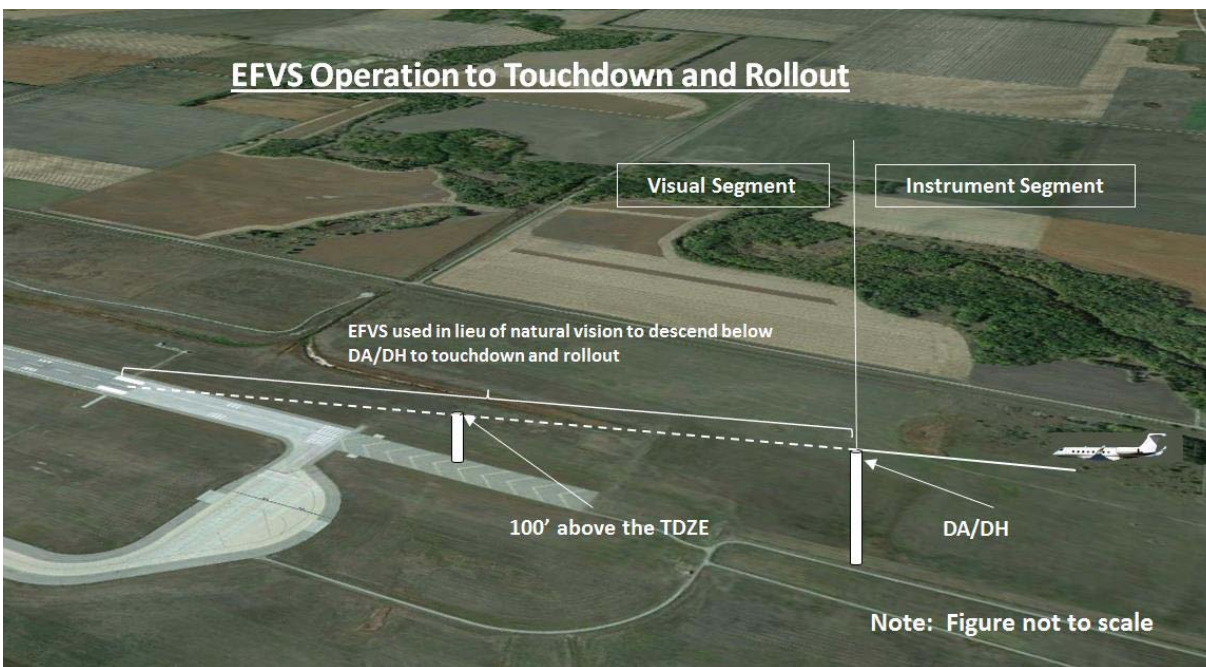 EFVS Operation to Touchdown and Rollout
Visual Segment
Instrument Segment
EFVS used in lieu of natural vision to descend below
DA/DH to touchdown and rollout
100’ above the TDZE
DA/DH
Note:  Figure not to scale